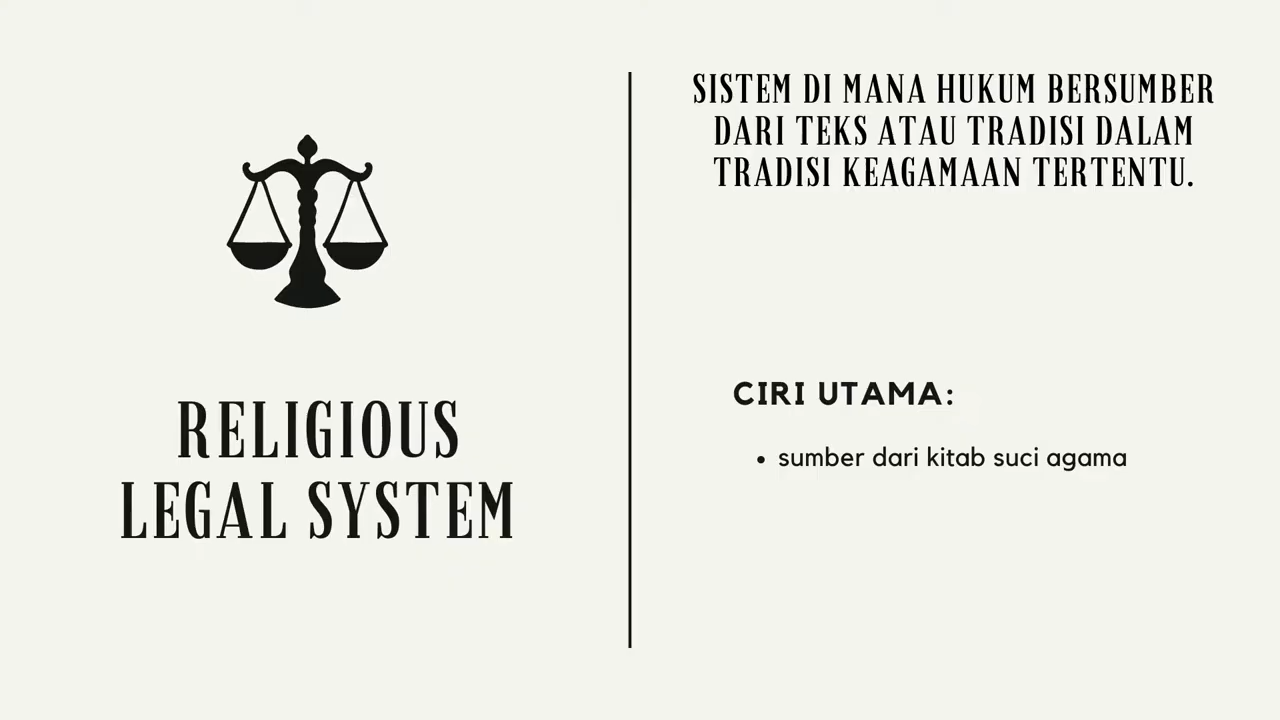 RELIGIOUS
LEGAL SYSTEM
SISTEM DI MANA HUKUM BERSUMBER
DARI TEKS ATAU TRADISI DALAM
TRADISI KEAGAMAAN TERTENTU.
CIRI UTAMA:
• sumber dari kitab suci agama